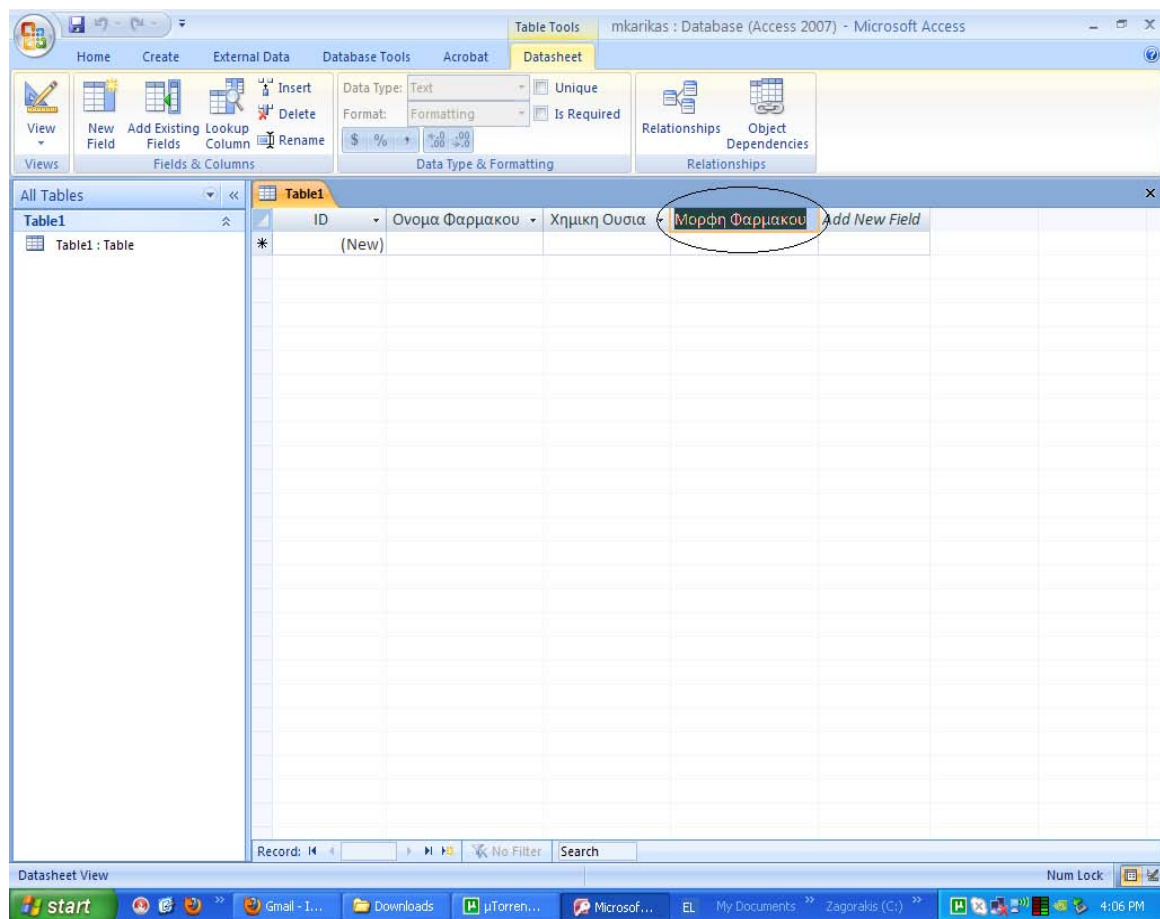 Table Tools mkarikas : Database (Access 2007) - Microsoft Access
Home Create External Data Database Tools Acrobat Datasheet
View
Views
New Field
Add Existing Fields
Lookup Column
Insert
Delete
Rename
Fields & Columns
Data Type: Text
Format: Formatting
$ %
Unique
Is Required
Data Type & Formatting
Relationships
Object Dependencies
Relationships
All Tables
Table1
Table1 : Table
Table1
ID Ονομα Φαρμακου Χημικη Ουσια Μορφη Φαρμακου Add New Field
(New)
Record: No Filter Search
Datasheet View Num Lock
start Gmail - I... Downloads µTorren... Microsof... EL My Documents Zagorakis (C:) 4:06 PM